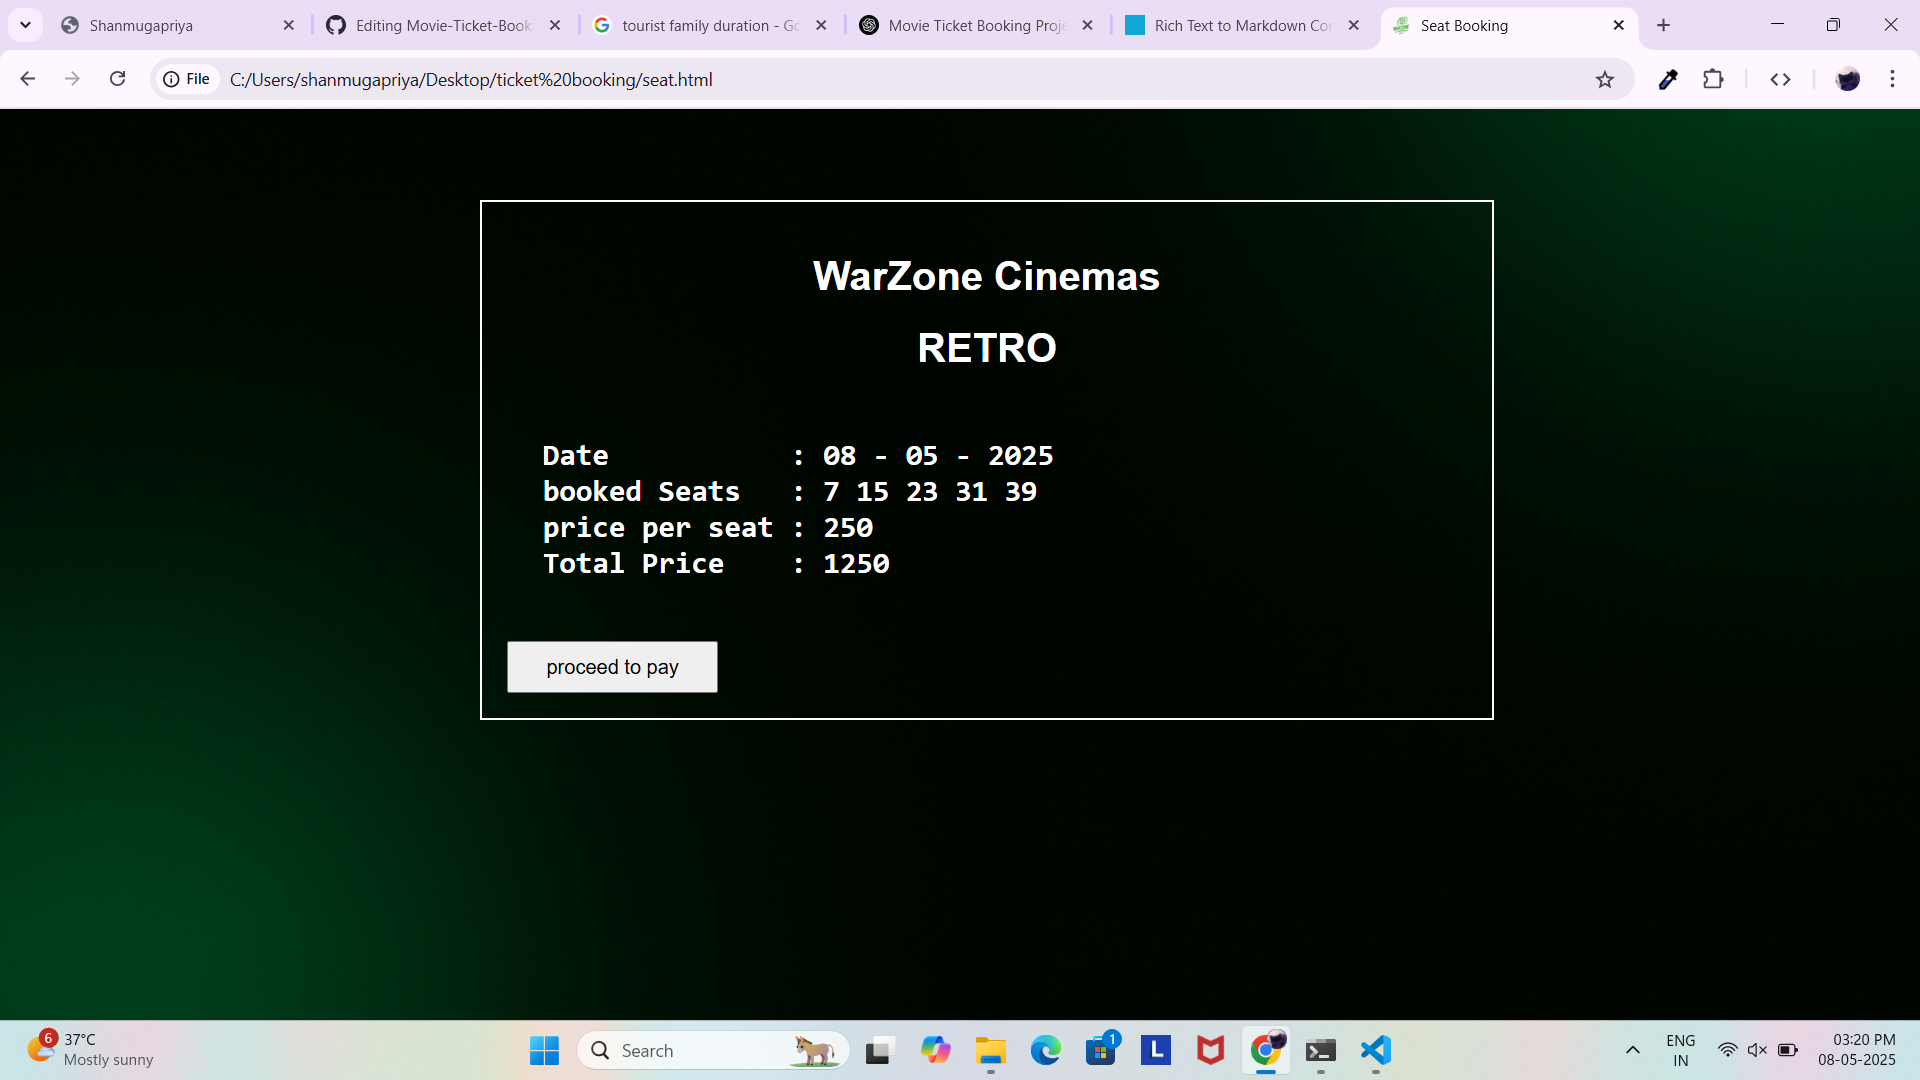 Shanmugapriya
Editing Movie-Ticket-Book
tourist family duration - Go
Movie Ticket Booking Proje
Rich Text to Markdown Con
Seat Booking
File
C:/Users/shanmugapriya/Desktop/ticket%20booking/seat.html
WarZone Cinemas
RETRO
Date : 08 - 05 - 2025
booked Seats : 7 15 23 31 39
price per seat : 250
Total Price : 1250
proceed to pay
6
37°C
Mostly sunny
Search
1
L
ENG
IN
03:20 PM
08-05-2025